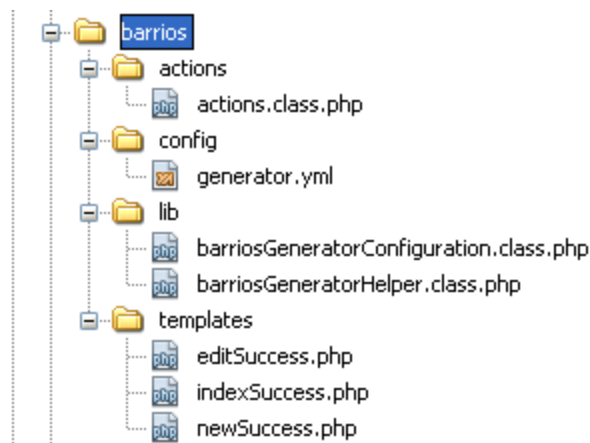 barrios
actions
actions.class.php
config
generator.yml
lib
barriosGeneratorConfiguration.class.php
barriosGeneratorHelper.class.php
templates
editSuccess.php
indexSuccess.php
newSuccess.php